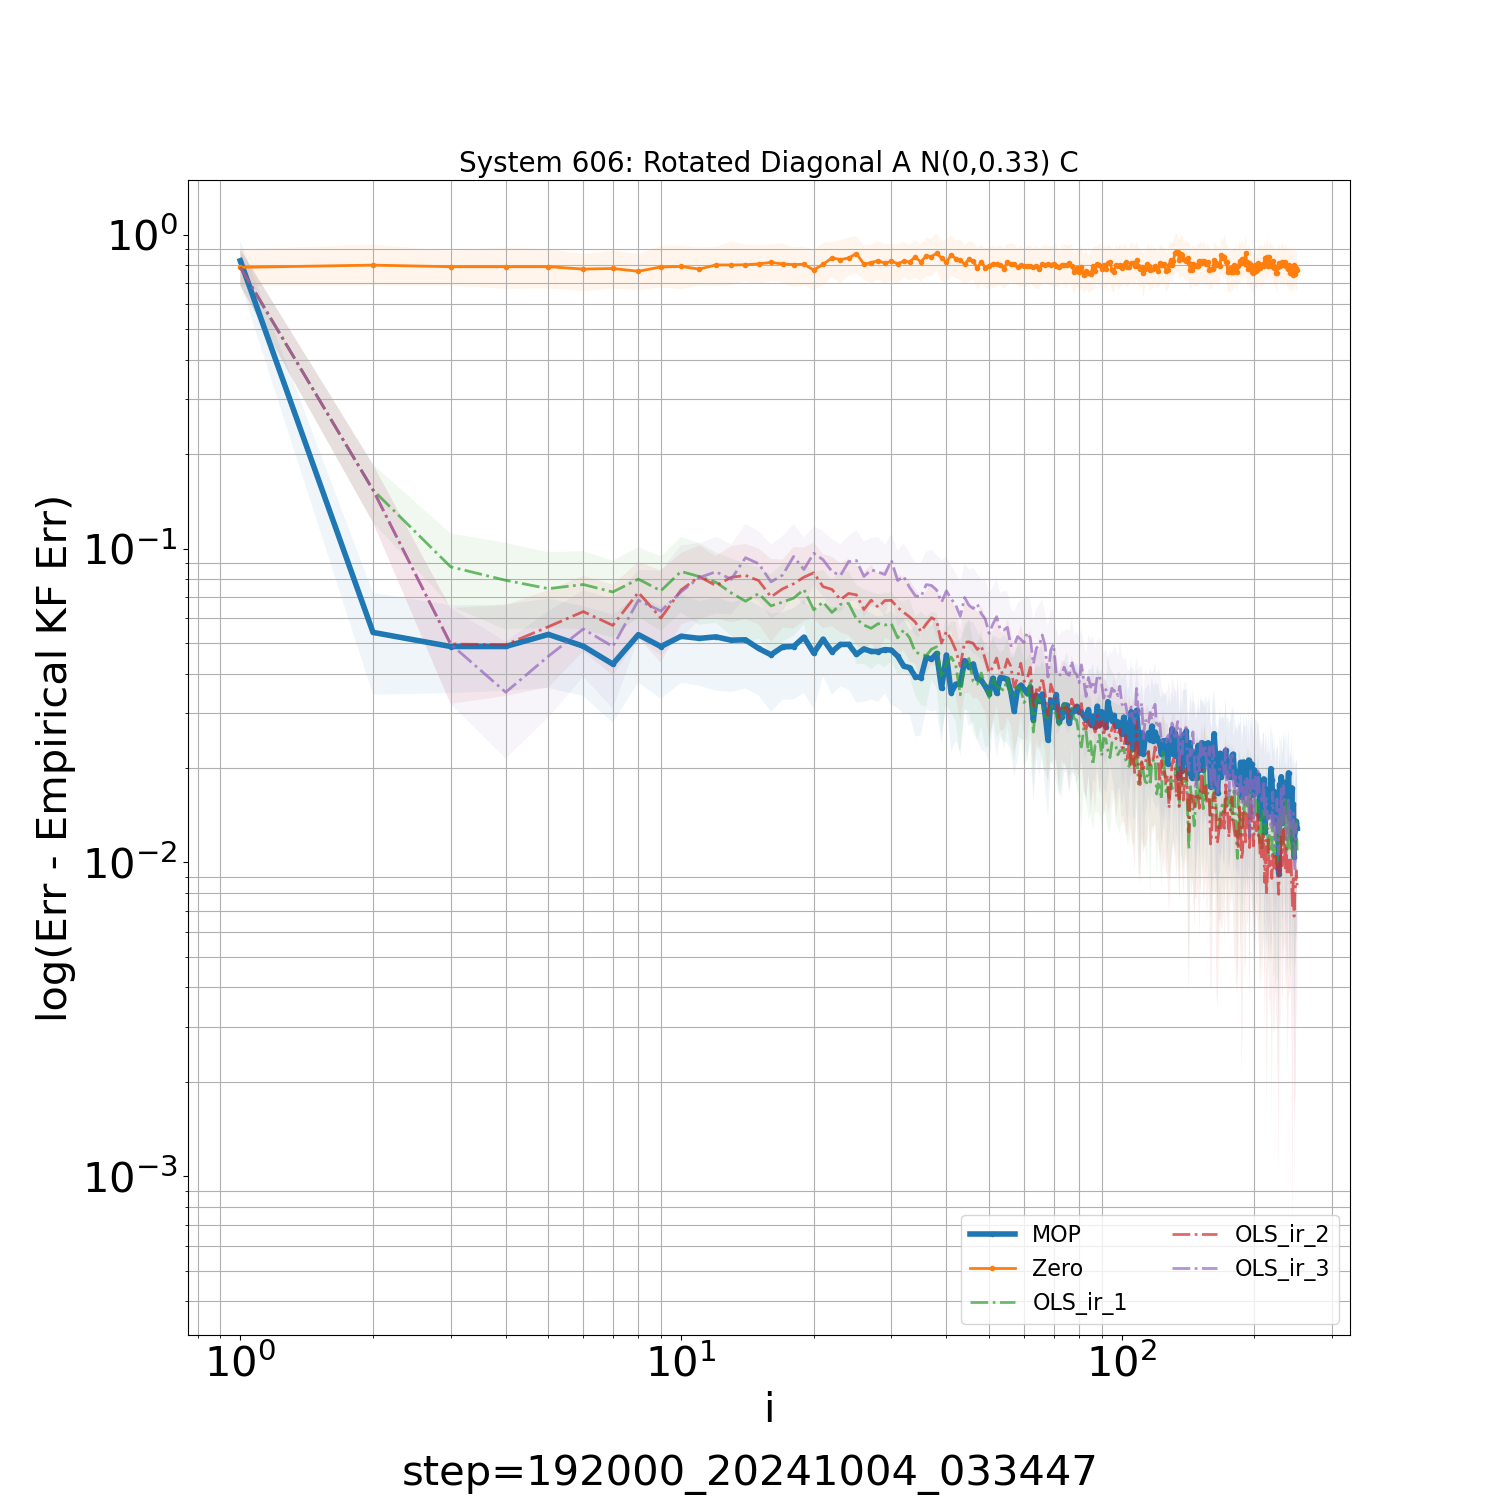 System 606: Rotated Diagonal A N(0,0.33) C
log(Err - Empirical KF Err)
10⁰
10⁻¹
10⁻²
10⁻³
MOP
Zero
OLS_ir_1
OLS_ir_2
OLS_ir_3
10⁰ 10¹ 10²
i
step=192000_20241004_033447